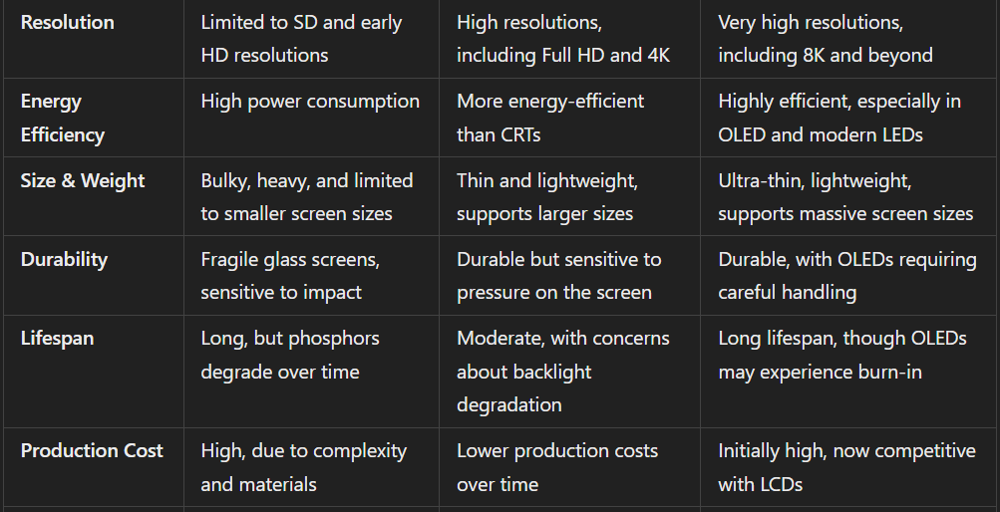 Resolution
Limited to SD and early
HD resolutions
High resolutions,
including Full HD and 4K
Very high resolutions,
including 8K and beyond
Energy
Efficiency
High power consumption
More energy-efficient
than CRTs
Highly efficient, especially in
OLED and modern LEDs
Size & Weight
Bulky, heavy, and limited
to smaller screen sizes
Thin and lightweight,
supports larger sizes
Ultra-thin, lightweight,
supports massive screen sizes
Durability
Fragile glass screens,
sensitive to impact
Durable but sensitive to
pressure on the screen
Durable, with OLEDs requiring
careful handling
Lifespan
Long, but phosphors
degrade over time
Moderate, with concerns
about backlight
degradation
Long lifespan, though OLEDs
may experience burn-in
Production Cost
High, due to complexity
and materials
Lower production costs
over time
Initially high, now competitive
with LCDs